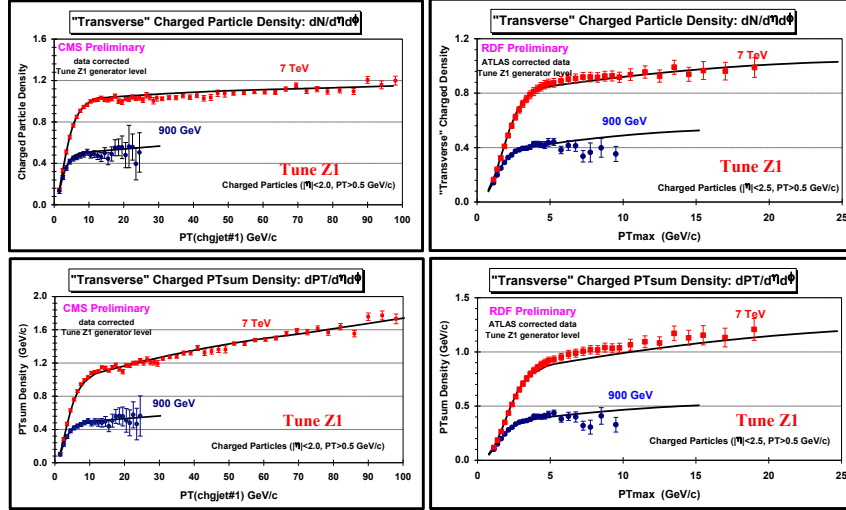 "Transverse" Charged Particle Density: dN/dηdϕ
CMS Preliminary
data corrected
Tune Z1 generator level
7 TeV
900 GeV
Tune Z1
Charged Particles (|η|<2.0, PT>0.5 GeV/c)
Charged Particle Density
0.0
0.4
0.8
1.2
1.6
0
10
20
30
40
50
60
70
80
90
100
PT(chgjet#1) GeV/c
"Transverse" Charged Particle Density: dN/dηdϕ
RDF Preliminary
ATLAS corrected data
Tune Z1 generator level
7 TeV
900 GeV
Tune Z1
Charged Particles (|η|<2.5, PT>0.5 GeV/c)
"Transverse" Charged Density
0.0
0.4
0.8
1.2
0
5
10
15
20
25
PTmax (GeV/c)
"Transverse" Charged PTsum Density: dPT/dηdϕ
CMS Preliminary
data corrected
Tune Z1 generator level
7 TeV
900 GeV
Tune Z1
Charged Particles (|η|<2.0, PT>0.5 GeV/c)
PTsum Density (GeV/c)
0.0
0.4
0.8
1.2
1.6
2.0
0
10
20
30
40
50
60
70
80
90
100
PT(chgjet#1) GeV/c
"Transverse" Charged PTsum Density: dPT/dηdϕ
RDF Preliminary
ATLAS corrected data
Tune Z1 generator level
7 TeV
900 GeV
Tune Z1
Charged Particles (|η|<2.5, PT>0.5 GeV/c)
PTsum Density (GeV/c)
0.0
0.5
1.0
1.5
0
5
10
15
20
25
PTmax (GeV/c)